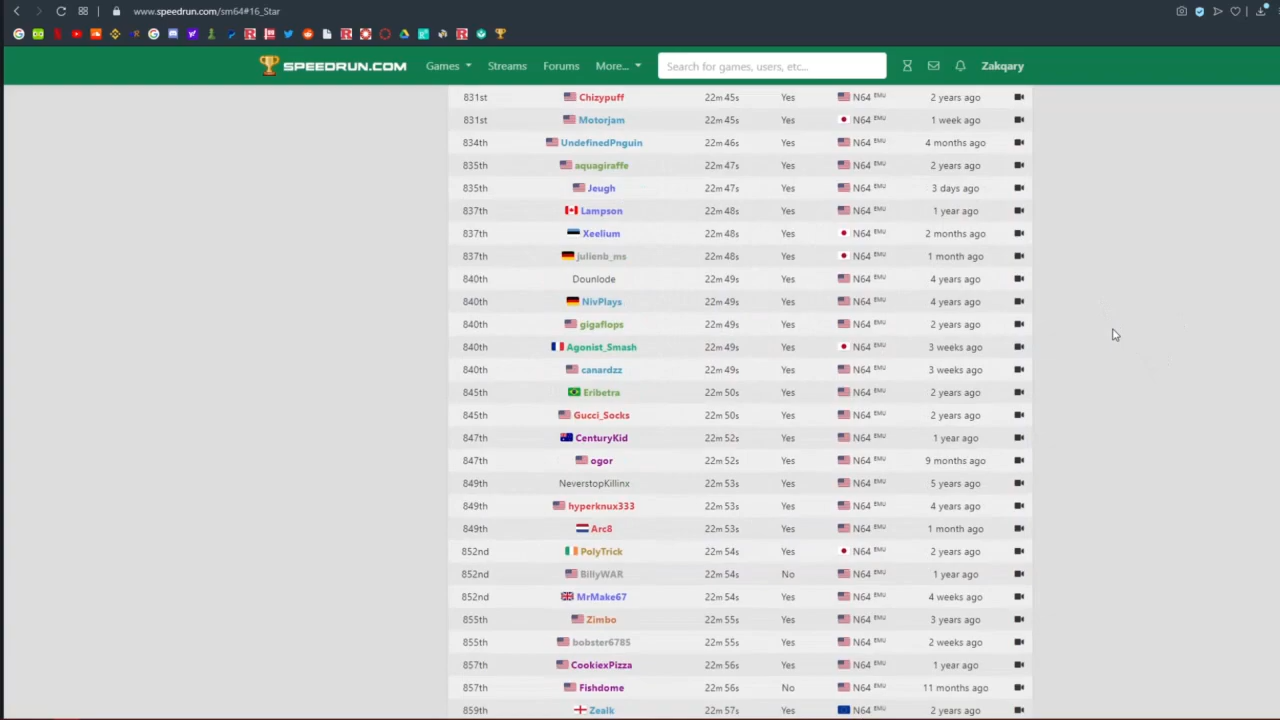 www.speedrun.com/sm64#16_Star
SPEEDRUN.COM Games Streams Forums More... Search for games, users, etc... Zakqary
831st Chizypuff 22m 45s Yes N64 EMU 2 years ago
831st Motorjam 22m 45s Yes N64 EMU 1 week ago
834th UndefinedPnguin 22m 46s Yes N64 EMU 4 months ago
835th aquagiraffe 22m 47s Yes N64 EMU 2 years ago
835th Jeugh 22m 47s Yes N64 EMU 3 days ago
837th Lampson 22m 48s Yes N64 EMU 1 year ago
837th Xeelium 22m 48s Yes N64 EMU 2 months ago
837th julienb_ms 22m 48s Yes N64 EMU 1 month ago
840th Dounlode 22m 49s Yes N64 EMU 4 years ago
840th NivPlays 22m 49s Yes N64 EMU 4 years ago
840th gigaflops 22m 49s Yes N64 EMU 2 years ago
840th Agonist_Smash 22m 49s Yes N64 EMU 3 weeks ago
840th canardzz 22m 49s Yes N64 EMU 3 weeks ago
845th Eribetra 22m 50s Yes N64 EMU 2 years ago
845th Gucci_Socks 22m 50s Yes N64 EMU 2 years ago
847th CenturyKid 22m 52s Yes N64 EMU 1 year ago
847th ogor 22m 52s Yes N64 EMU 9 months ago
849th NeverstopKillinx 22m 53s Yes N64 EMU 5 years ago
849th hyperknux333 22m 53s Yes N64 EMU 4 years ago
849th Arc8 22m 53s Yes N64 EMU 1 month ago
852nd PolyTrick 22m 54s Yes N64 EMU 2 years ago
852nd BillyWAR 22m 54s No N64 EMU 1 year ago
852nd MrMake67 22m 54s Yes N64 EMU 4 weeks ago
855th Zimbo 22m 55s Yes N64 EMU 3 years ago
855th bobster6785 22m 55s Yes N64 EMU 2 weeks ago
857th CookiexPizza 22m 56s Yes N64 EMU 1 year ago
857th Fishdome 22m 56s No N64 EMU 11 months ago
859th Zealk 22m 57s Yes N64 EMU 2 years ago